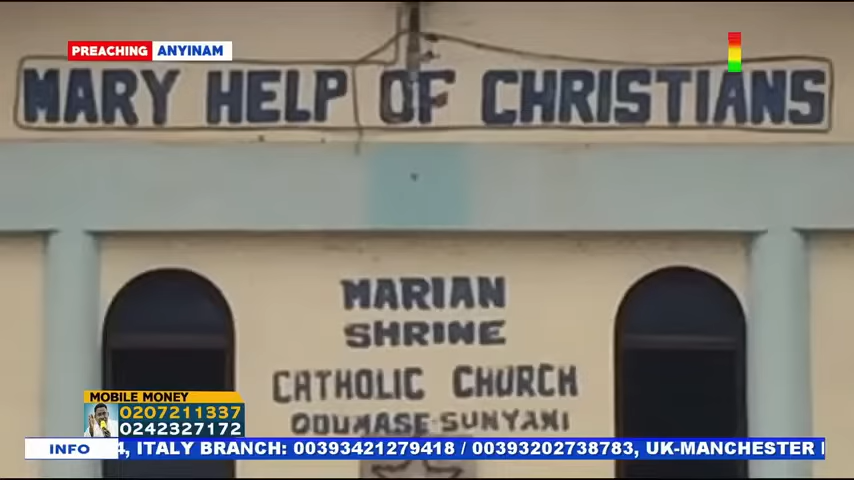 PREACHING ANYINAM
MARY HELP OF CHRISTIANS
MARIAN
SHRINE
CATHOLIC CHURCH
ODUMASE-SUNYANI
MOBILE MONEY
0207211337
0242327172
INFO 4, ITALY BRANCH: 00393421279418 / 00393202738783, UK-MANCHESTER